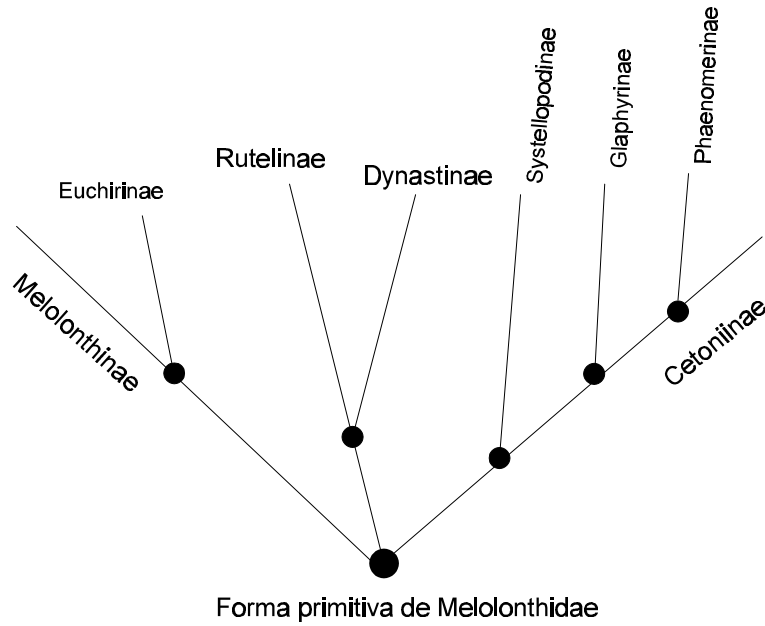 Euchirinae
Rutelinae
Dynastinae
Systellopodinae
Glaphyrinae
Phaenomerinae
Melolonthinae
Cetoniinae
Forma primitiva de Melolonthidae